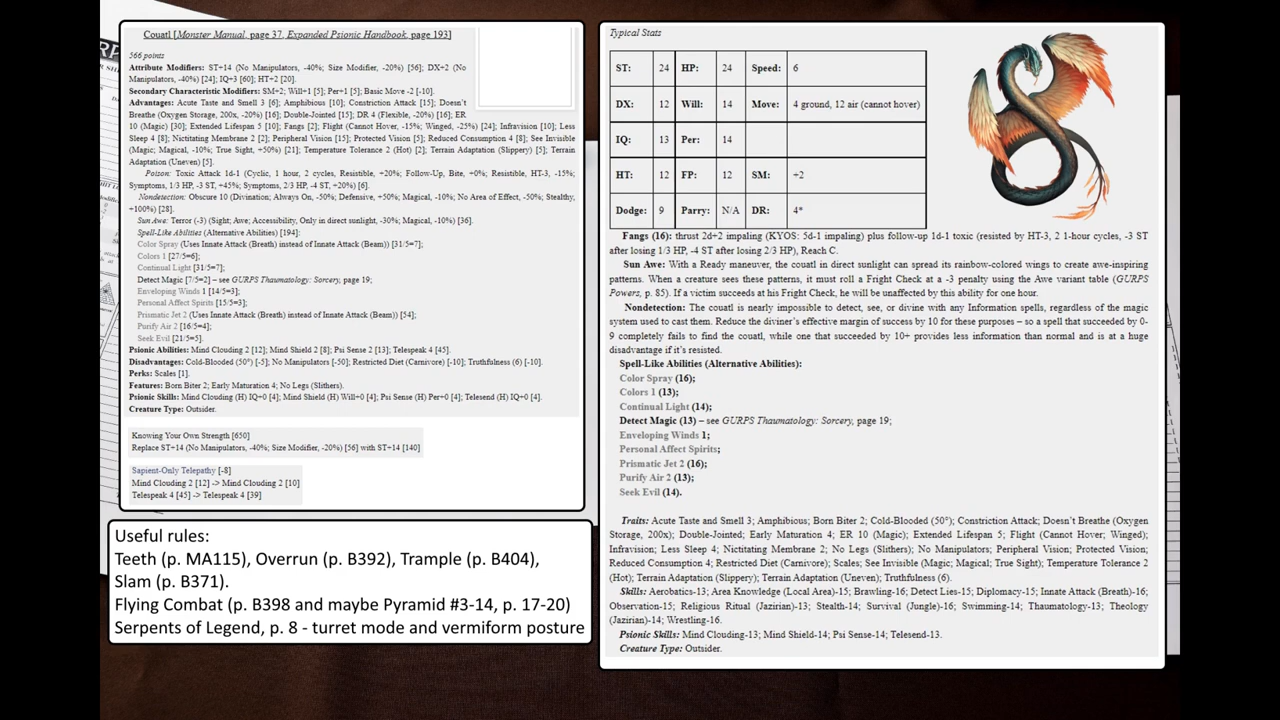 Couatl [Monster Manual, page 37, Expanded Psionic Handbook, page 193]
566 points
Attribute Modifiers: ST+14 (No Manipulators, -40%; Size Modifier, -20%) [56]; DX+2 (No
Manipulators, -40%) [24]; IQ+3 [60]; HT+2 [20].
Secondary Characteristic Modifiers: SM+2; Will+1 [5]; Per+1 [5]; Basic Move -2 [-10].
Advantages: Acute Taste and Smell 3 [6]; Amphibious [10]; Constriction Attack [15]; Doesn't
Breathe (Oxygen Storage, 200x, -20%) [16]; Double-Jointed [15]; DR 4 (Flexible, -20%) [16]; ER
10 (Magic) [30]; Extended Lifespan 5 [10]; Fangs [2]; Flight (Cannot Hover, -15%; Winged, -25%) [24]; Infravision [10]; Less
Sleep 4 [8]; Nictitating Membrane 2 [2]; Peripheral Vision [15]; Protected Vision [5]; Reduced Consumption 4 [8]; See Invisible
(Magic; Magical, -10%; True Sight, +50%) [21]; Temperature Tolerance 2 (Hot) [2]; Terrain Adaptation (Slippery) [5]; Terrain
Adaptation (Uneven) [5].
Poison: Toxic Attack 1d-1 (Cyclic, 1 hour, 2 cycles, Resistible, +20%; Follow-Up, Bite, +0%; Resistible, HT-3, -15%;
Symptoms, 1/3 HP, -3 ST, +45%; Symptoms, 2/3 HP, -4 ST, +20%) [6].
Nondetection: Obscure 10 (Divination; Always On, -50%; Defensive, +50%; Magical, -10%; No Area of Effect, -50%; Stealthy,
+100%) [28].
Sun Awe: Terror (-3) (Sight; Awe; Accessibility, Only in direct sunlight, -30%; Magical, -10%) [36].
Spell-Like Abilities (Alternative Abilities) [194]:
Color Spray (Uses Innate Attack (Breath) instead of Innate Attack (Beam)) [31/5=7];
Colors 1 [27/5=6];
Continual Light [31/5=7];
Detect Magic [7/5=2] – see GURPS Thaumatology: Sorcery, page 19;
Enveloping Winds 1 [14/5=3];
Personal Affect Spirits [15/5=3];
Prismatic Jet 2 (Uses Innate Attack (Breath) instead of Innate Attack (Beam)) [54];
Purify Air 2 [16/5=4];
Seek Evil [21/5=5].
Psionic Abilities: Mind Clouding 2 [12]; Mind Shield 2 [8]; Psi Sense 2 [13]; Telespeak 4 [45].
Disadvantages: Cold-Blooded (50°) [-5]; No Manipulators [-50]; Restricted Diet (Carnivore) [-10]; Truthfulness (6) [-10].
Perks: Scales [1].
Features: Born Biter 2; Early Maturation 4; No Legs (Slithers).
Psionic Skills: Mind Clouding (H) IQ+0 [4]; Mind Shield (H) Will+0 [4]; Psi Sense (H) Per+0 [4]; Telesend (H) IQ+0 [4].
Creature Type: Outsider.
Knowing Your Own Strength [650]
Replace ST+14 (No Manipulators, -40%; Size Modifier, -20%) [56] with ST+14 [140]
Sapient-Only Telepathy [-8]
Mind Clouding 2 [12] -> Mind Clouding 2 [10]
Telespeak 4 [45] -> Telespeak 4 [39]
Useful rules:
Teeth (p. MA115), Overrun (p. B392), Trample (p. B404),
Slam (p. B371).
Flying Combat (p. B398 and maybe Pyramid #3-14, p. 17-20)
Serpents of Legend, p. 8 - turret mode and vermiform posture
Typical Stats
ST: 24 HP: 24 Speed: 6
DX: 12 Will: 14 Move: 4 ground, 12 air (cannot hover)
IQ: 13 Per: 14
HT: 12 FP: 12 SM: +2
Dodge: 9 Parry: N/A DR: 4*
Fangs (16): thrust 2d+2 impaling (KYOS: 5d-1 impaling) plus follow-up 1d-1 toxic (resisted by HT-3, 2 1-hour cycles, -3 ST
after losing 1/3 HP, -4 ST after losing 2/3 HP), Reach C.
Sun Awe: With a Ready maneuver, the couatl in direct sunlight can spread its rainbow-colored wings to create awe-inspiring
patterns. When a creature sees these patterns, it must roll a Fright Check at a -3 penalty using the Awe variant table (GURPS
Powers, p. 85). If a victim succeeds at his Fright Check, he will be unaffected by this ability for one hour.
Nondetection: The couatl is nearly impossible to detect, see, or divine with any Information spells, regardless of the magic
system used to cast them. Reduce the diviner's effective margin of success by 10 for these purposes – so a spell that succeeded by 0-
9 completely fails to find the couatl, while one that succeeded by 10+ provides less information than normal and is at a huge
disadvantage if it's resisted.
Spell-Like Abilities (Alternative Abilities):
Color Spray (16);
Colors 1 (13);
Continual Light (14);
Detect Magic (13) – see GURPS Thaumatology: Sorcery, page 19;
Enveloping Winds 1;
Personal Affect Spirits;
Prismatic Jet 2 (16);
Purify Air 2 (13);
Seek Evil (14).
Traits: Acute Taste and Smell 3; Amphibious; Born Biter 2; Cold-Blooded (50°); Constriction Attack; Doesn't Breathe (Oxygen
Storage, 200x); Double-Jointed; Early Maturation 4; ER 10 (Magic); Extended Lifespan 5; Flight (Cannot Hover; Winged);
Infravision; Less Sleep 4; Nictitating Membrane 2; No Legs (Slithers); No Manipulators; Peripheral Vision; Protected Vision;
Reduced Consumption 4; Restricted Diet (Carnivore); Scales; See Invisible (Magic; Magical; True Sight); Temperature Tolerance 2
(Hot); Terrain Adaptation (Slippery); Terrain Adaptation (Uneven); Truthfulness (6).
Skills: Aerobatics-13; Area Knowledge (Local Area)-15; Brawling-16; Detect Lies-15; Diplomacy-15; Innate Attack (Breath)-16;
Observation-15; Religious Ritual (Jazirian)-13; Stealth-14; Survival (Jungle)-16; Swimming-14; Thaumatology-13; Theology
(Jazirian)-14; Wrestling-16.
Psionic Skills: Mind Clouding-13; Mind Shield-14; Psi Sense-14; Telesend-13.
Creature Type: Outsider.